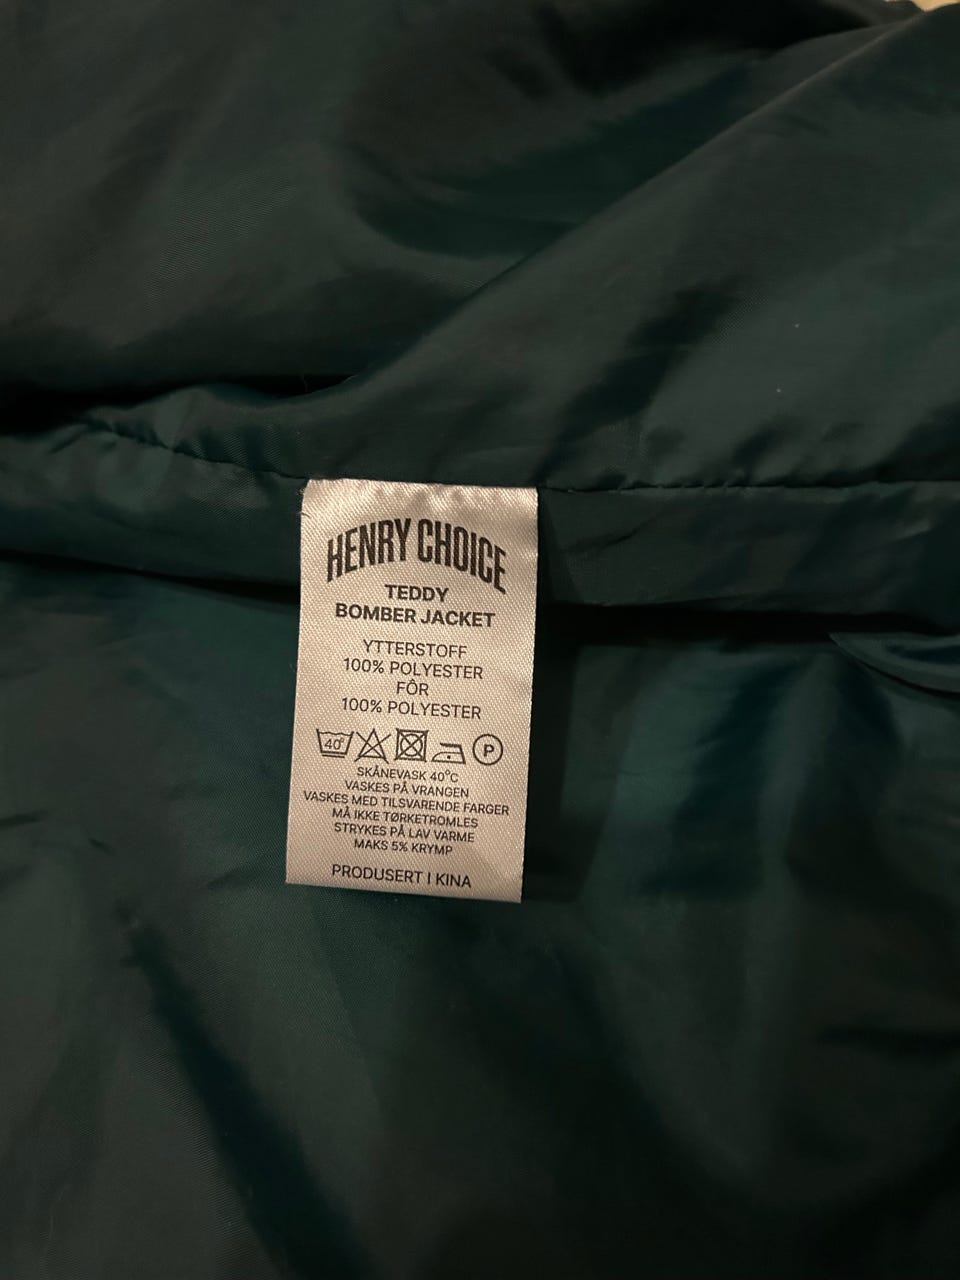 HENRY CHOICE
TEDDY
BOMBER JACKET
YTTERSTOFF
100% POLYESTER
FÔR
100% POLYESTER
40° P
SKÅNEVASK 40°C
VASKES PÅ VRANGEN
VASKES MED TILSVARENDE FARGER
MÅ IKKE TØRKETROMLES
STRYKES PÅ LAV VARME
MAKS 5% KRYMP
PRODUSERT I KINA